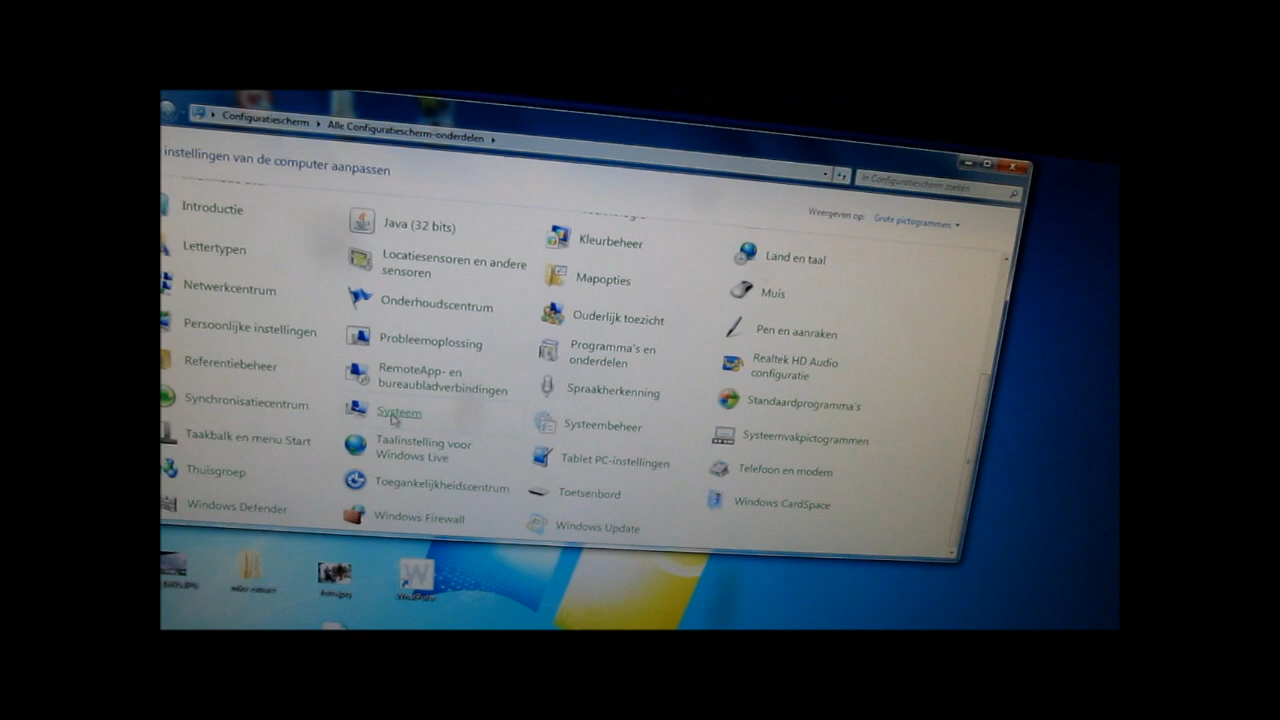 Configuratiescherm Alle Configuratiescherm-onderdelen
In Configuratiescherm zoeken
instellingen van de computer aanpassen
Weergeven op: Grote pictogrammen
Introductie
Java (32 bits)
Kleurbeheer
Land en taal
Lettertypen
Locatiesensoren en andere
sensoren
Mapopties
Muis
Netwerkcentrum
Onderhoudscentrum
Ouderlijk toezicht
Pen en aanraken
Persoonlijke instellingen
Probleemoplossing
Programma's en
onderdelen
Realtek HD Audio
configuratie
Referentiebeheer
RemoteApp- en
bureaubladverbindingen
Spraakherkenning
Standaardprogramma's
Synchronisatiecentrum
Systeem
Systeembeheer
Systeemvakpictogrammen
Taakbalk en menu Start
Taalinstelling voor
Windows Live
Tablet PC-instellingen
Telefoon en modem
Thuisgroep
Toegankelijkheidscentrum
Toetsenbord
Windows CardSpace
Windows Defender
Windows Firewall
Windows Update
W